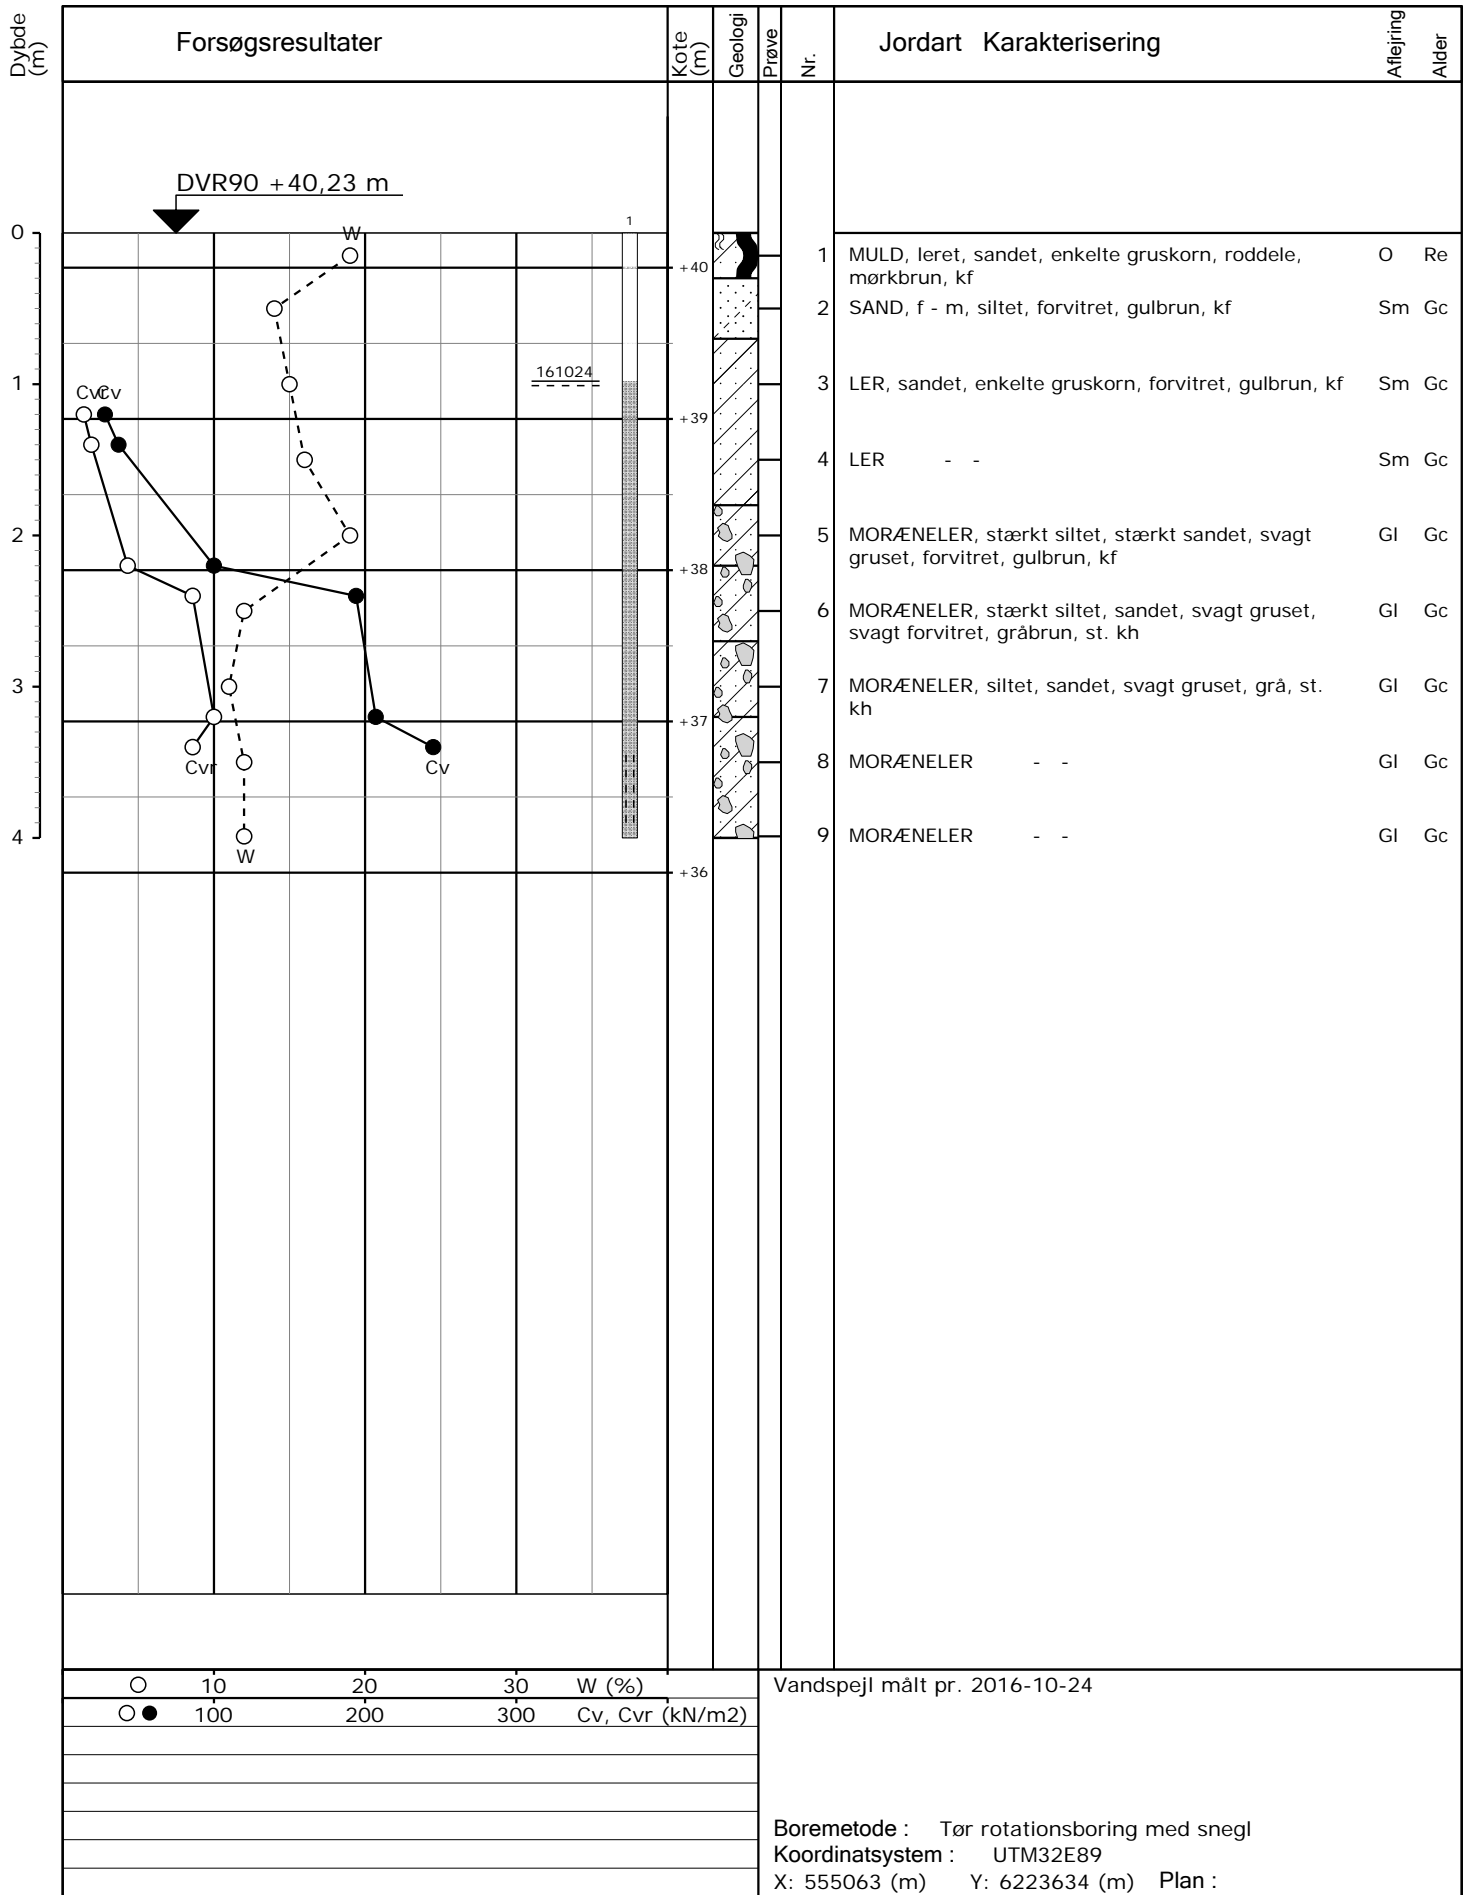 Dybde (m)
Forsøgsresultater
Kote (m)
Geologi
Prøve
Nr.
Jordart Karakterisering
Aflejring
Alder
DVR90 +40,23 m
0
W
1
1 MULD, leret, sandet, enkelte gruskorn, roddele, O Re
mørkbrun, kf
+40
2 SAND, f - m, siltet, forvitret, gulbrun, kf Sm Gc
161024
1
Cvr Cv
3 LER, sandet, enkelte gruskorn, forvitret, gulbrun, kf Sm Gc
+39
4 LER - - Sm Gc
2
5 MORÆNELER, stærkt siltet, stærkt sandet, svagt Gl Gc
gruset, forvitret, gulbrun, kf
+38
6 MORÆNELER, stærkt siltet, sandet, svagt gruset, Gl Gc
svagt forvitret, gråbrun, st. kh
3
7 MORÆNELER, siltet, sandet, svagt gruset, grå, st. Gl Gc
kh
+37
Cvr Cv
8 MORÆNELER - - Gl Gc
4
9 MORÆNELER - - Gl Gc
W
+36
10 20 30 W (%)
100 200 300 Cv, Cvr (kN/m2)
Vandspejl målt pr. 2016-10-24
Boremetode : Tør rotationsboring med snegl
Koordinatsystem : UTM32E89
X: 555063 (m) Y: 6223634 (m) Plan :